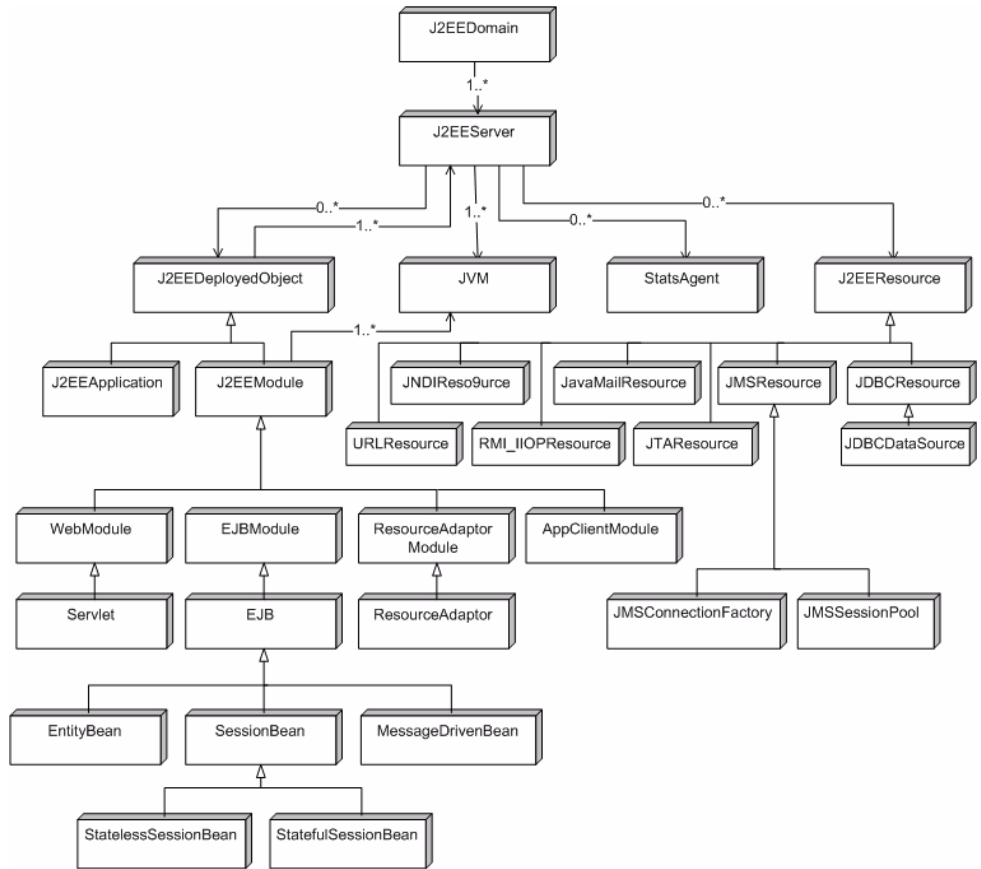 J2EEDomain
1..*
J2EEServer
0..*
1..*
1..*
0..*
0..*
J2EEDeployedObject
JVM
StatsAgent
J2EEResource
1..*
J2EEApplication
J2EEModule
JNDIReso9urce
JavaMailResource
JMSResource
JDBCResource
URLResource
RMI_IIOPResource
JTAResource
JDBCDataSource
WebModule
EJBModule
ResourceAdaptor
Module
AppClientModule
Servlet
EJB
ResourceAdaptor
JMSConnectionFactory
JMSSessionPool
EntityBean
SessionBean
MessageDrivenBean
StatelessSessionBean
StatefulSessionBean